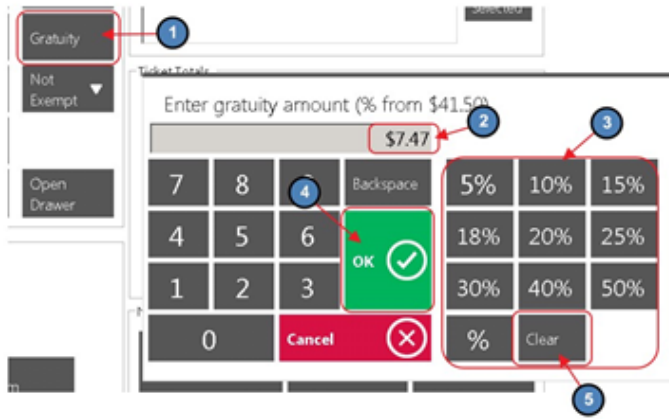 Selected
Gratuity
1
Not
Exempt
Ticket Totals
Enter gratuity amount (% from $41.50)
$7.47
2
3
7 8 Backspace 5% 10% 15%
4
Open
Drawer
4 5 6 OK 18% 20% 25%
1 2 3 30% 40% 50%
0 Cancel % Clear
5